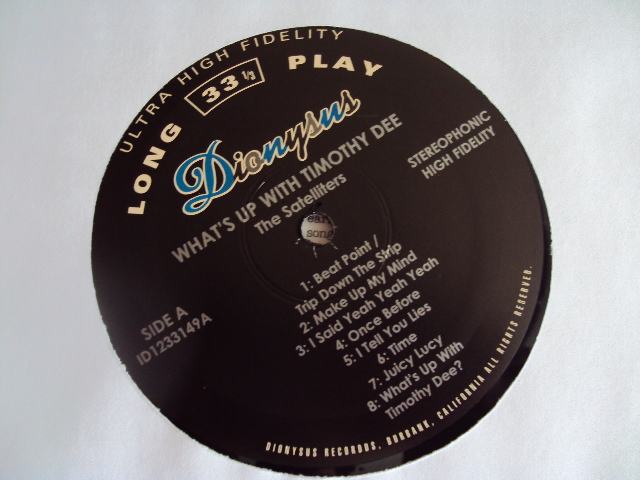 ULTRA HIGH FIDELITY
LONG 33 1/3 PLAY
Dionysus
WHAT'S UP WITH TIMOTHY DEE
The Satelliters
STEREOPHONIC
HIGH FIDELITY
SIDE A
ID1233149A
1: Beat Point /
Trip Down The Strip
2: Make Up My Mind
3: I Said Yeah Yeah Yeah
4: Once Before
5: I Tell You Lies
6: Time
7: Juicy Lucy
8: What's Up With
Timothy Dee?
DIONYSUS RECORDS, BURBANK, CALIFORNIA ALL RIGHTS RESERVED.
song